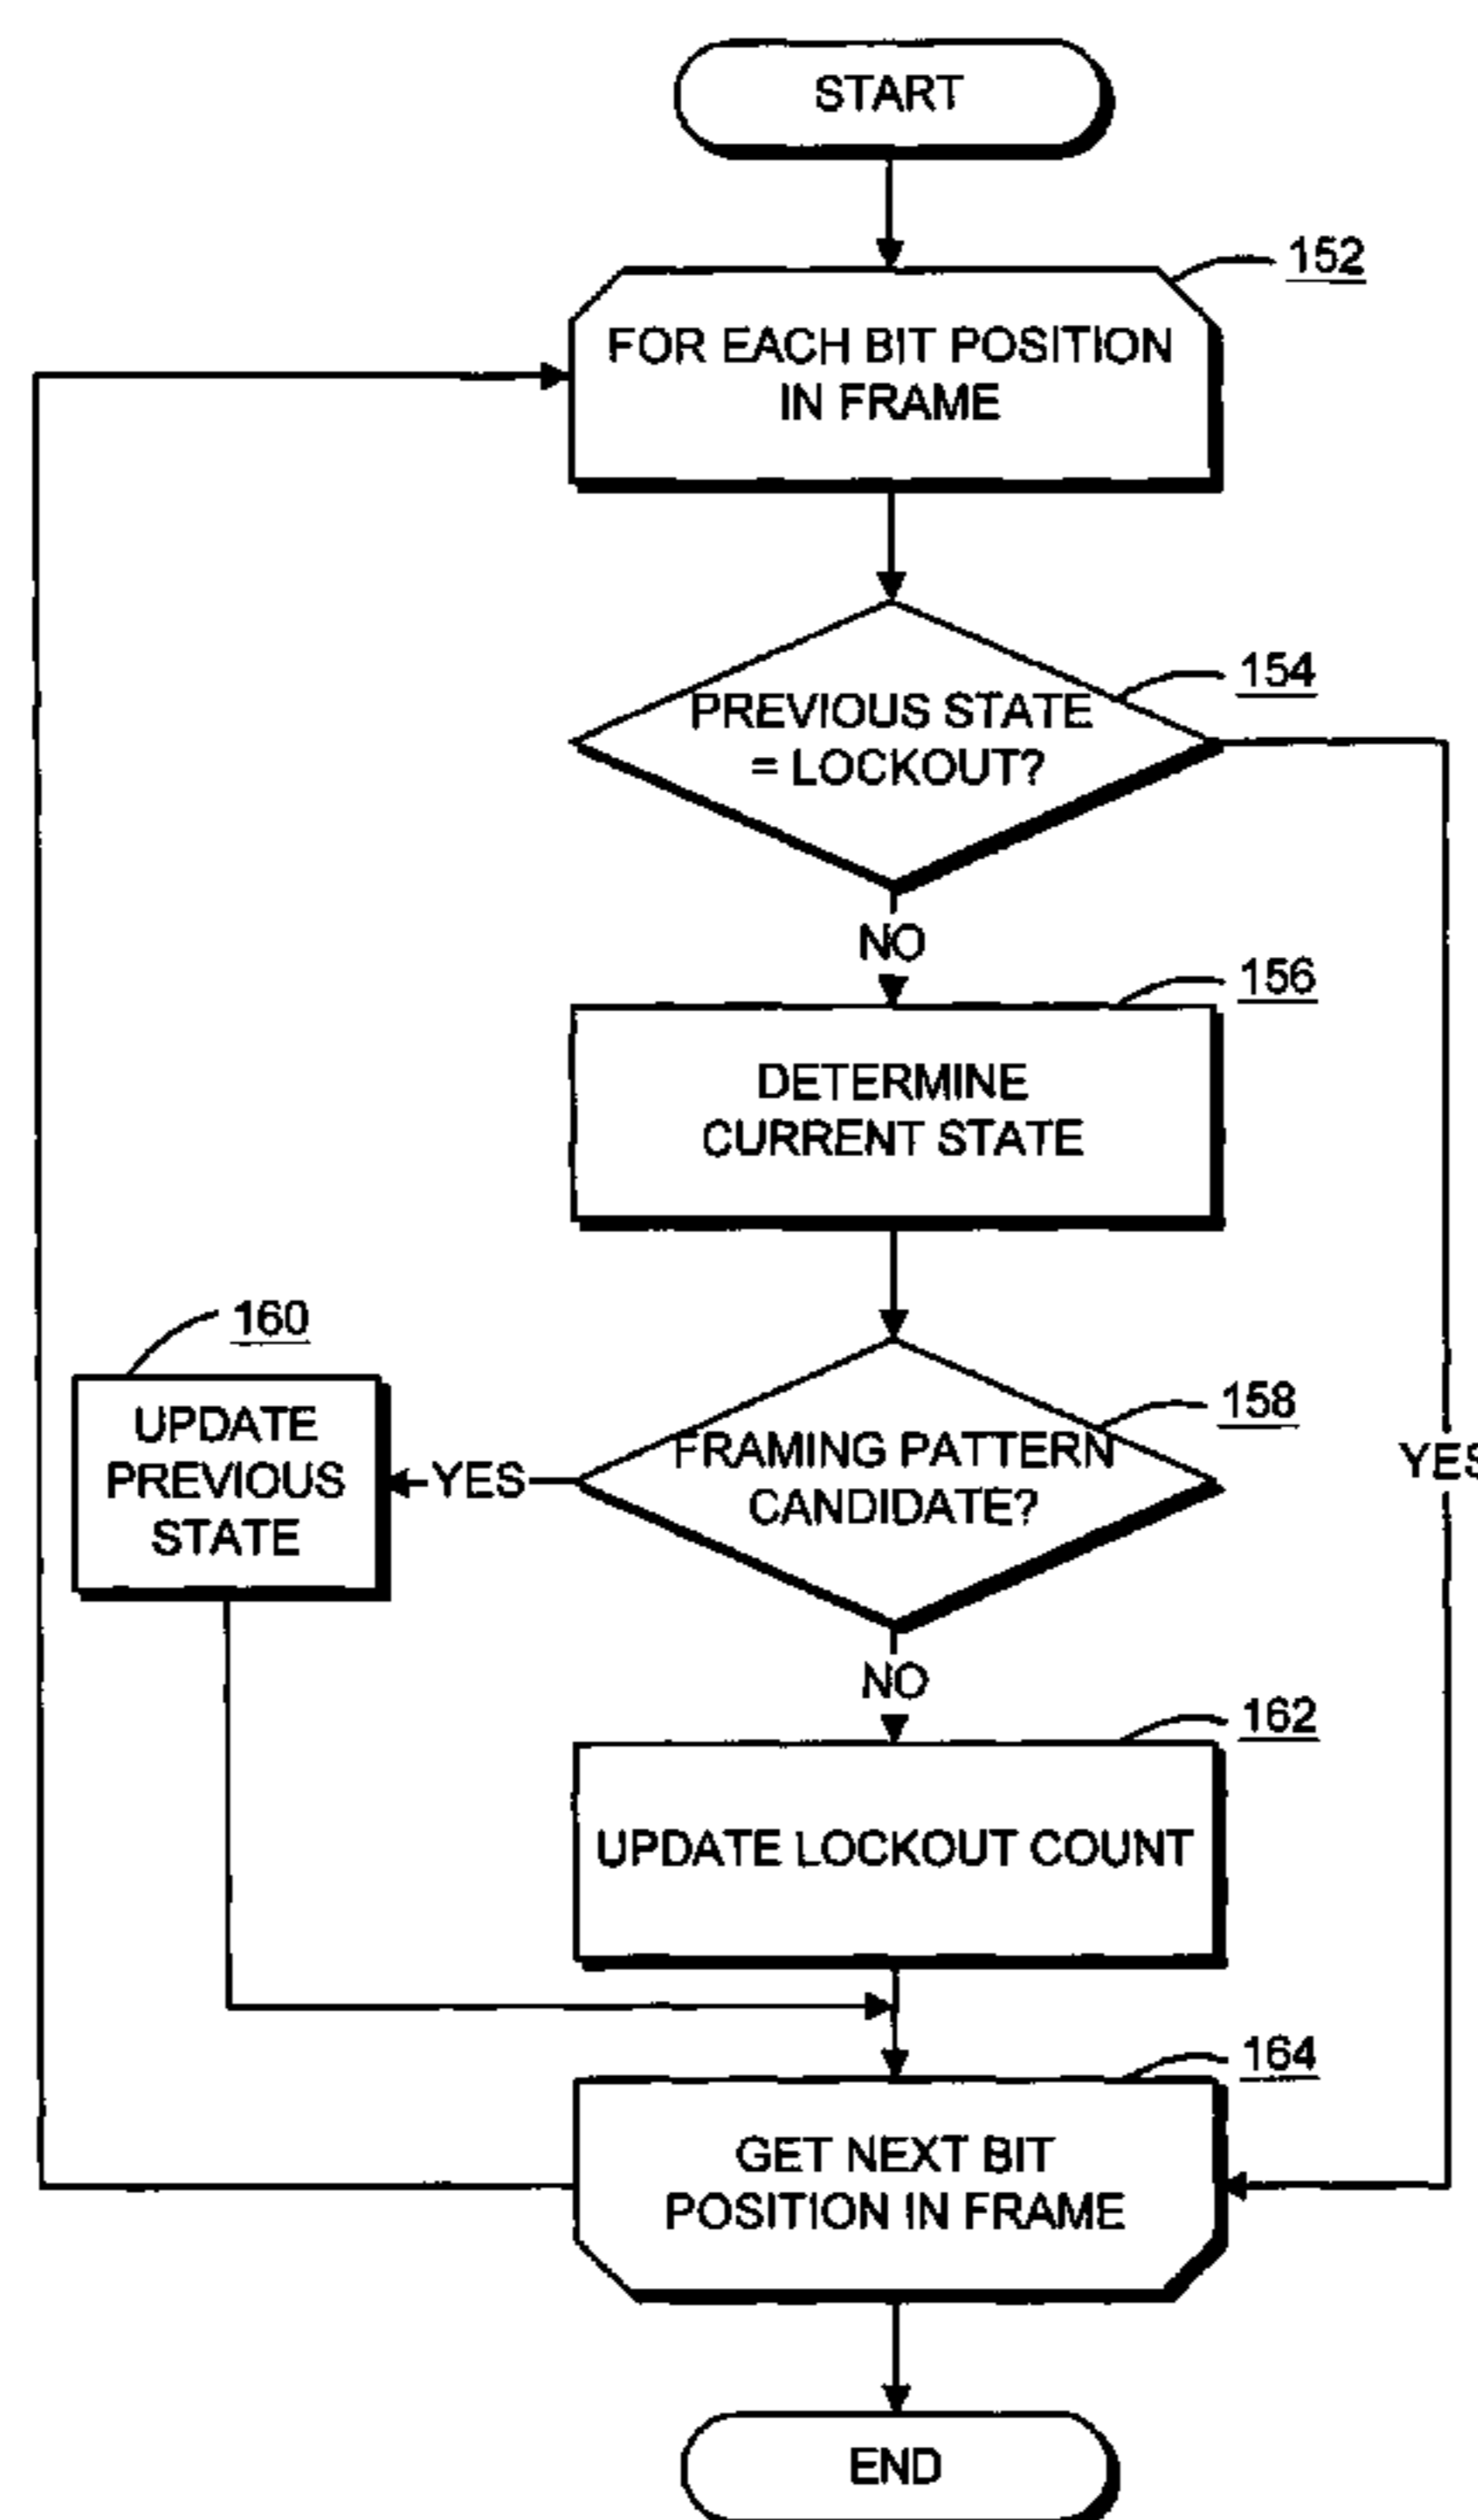 START
152
FOR EACH BIT POSITION
IN FRAME
154
PREVIOUS STATE
= LOCKOUT?
NO
156
DETERMINE
CURRENT STATE
160
UPDATE
PREVIOUS
STATE
YES
158
FRAMING PATTERN
CANDIDATE?
YES
NO
162
UPDATE LOCKOUT COUNT
164
GET NEXT BIT
POSITION IN FRAME
END